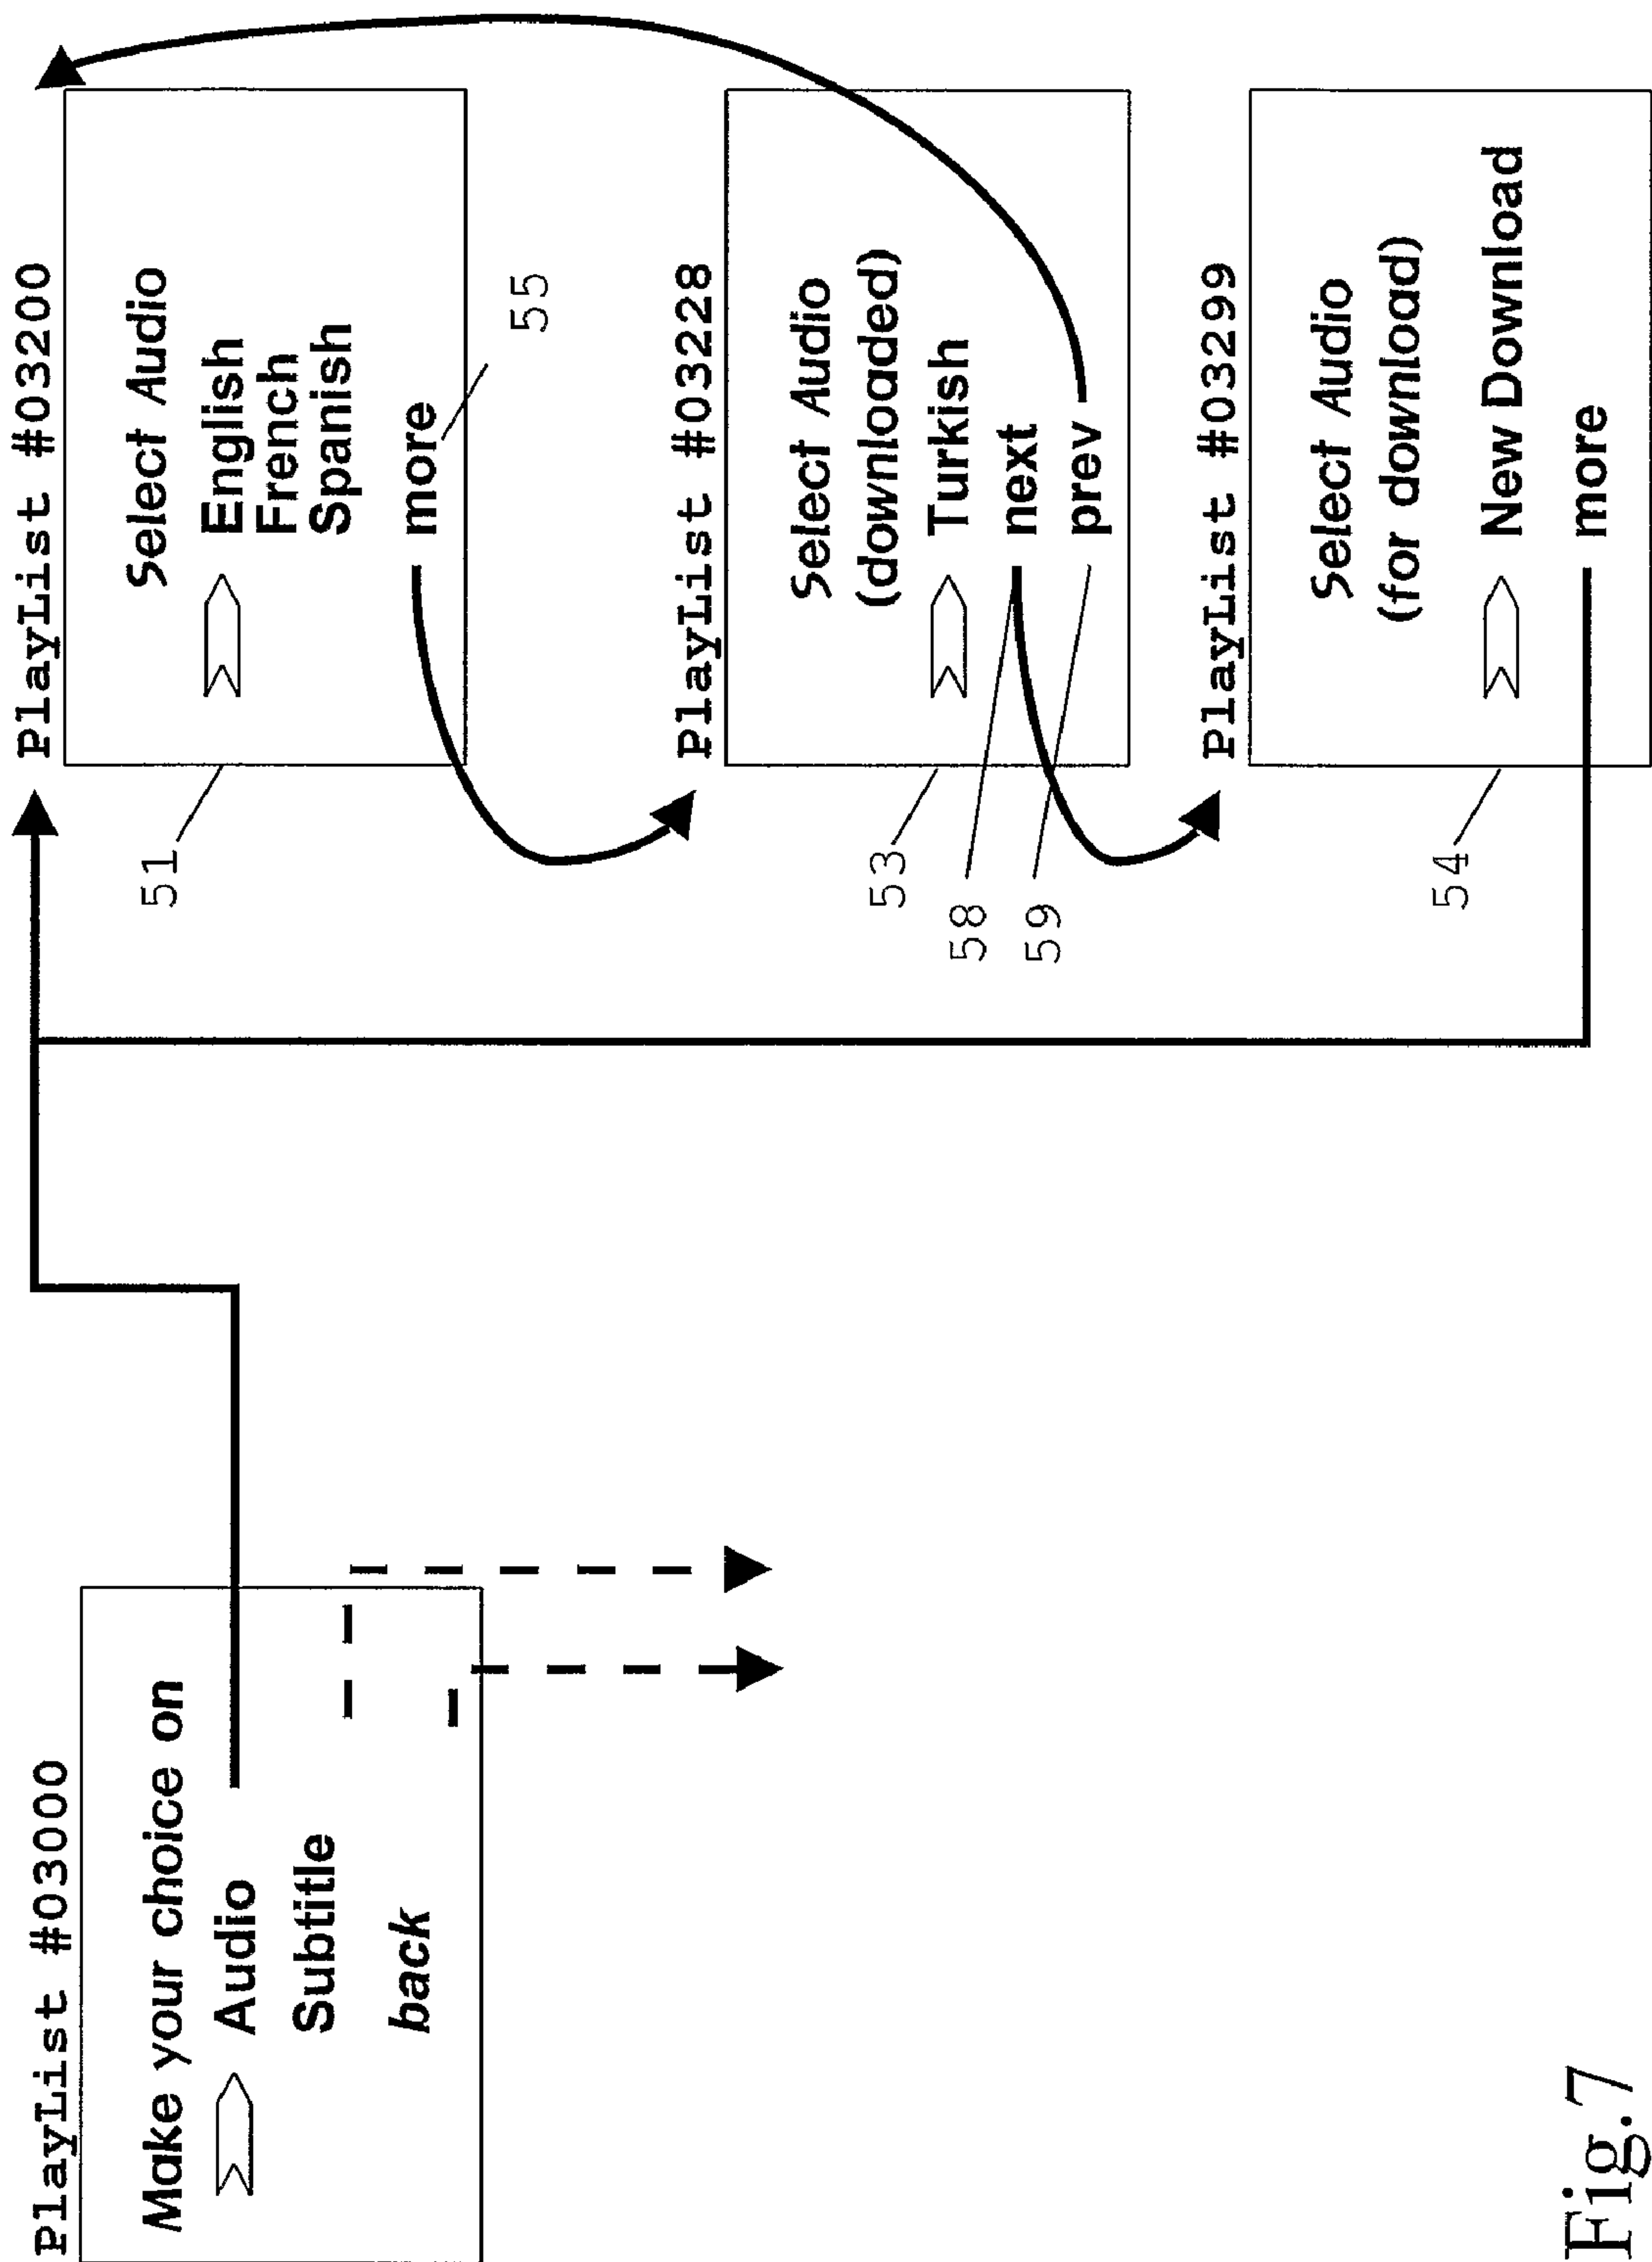 PlayList #03000
Make your choice on
Audio
Subtitle
back
PlayList #03200
Select Audio
English
French
Spanish
more
55
51
PlayList #03228
Select Audio
(downloaded)
Turkish
next
prev
53
58
59
PlayList #03299
Select Audio
(for download)
New Download
more
54
Fig.7